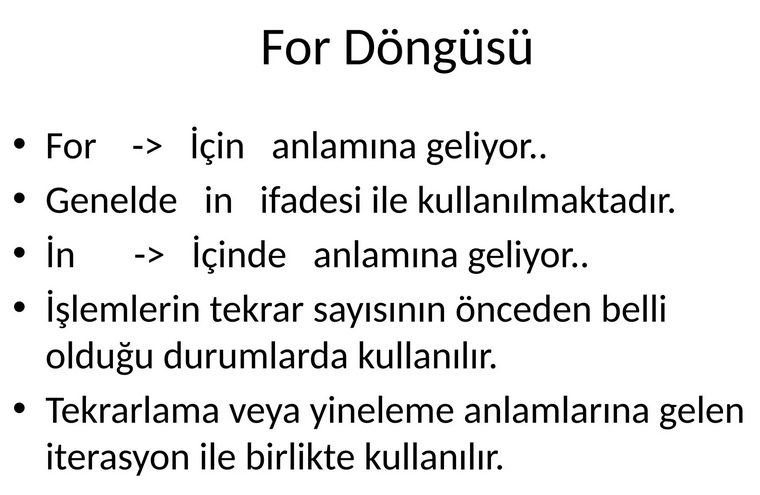 For Döngüsü
• For -> İçin anlamına geliyor..
• Genelde in ifadesi ile kullanılmaktadır.
• İn -> İçinde anlamına geliyor..
• İşlemlerin tekrar sayısının önceden belli
olduğu durumlarda kullanılır.
• Tekrarlama veya yineleme anlamlarına gelen
iterasyon ile birlikte kullanılır.